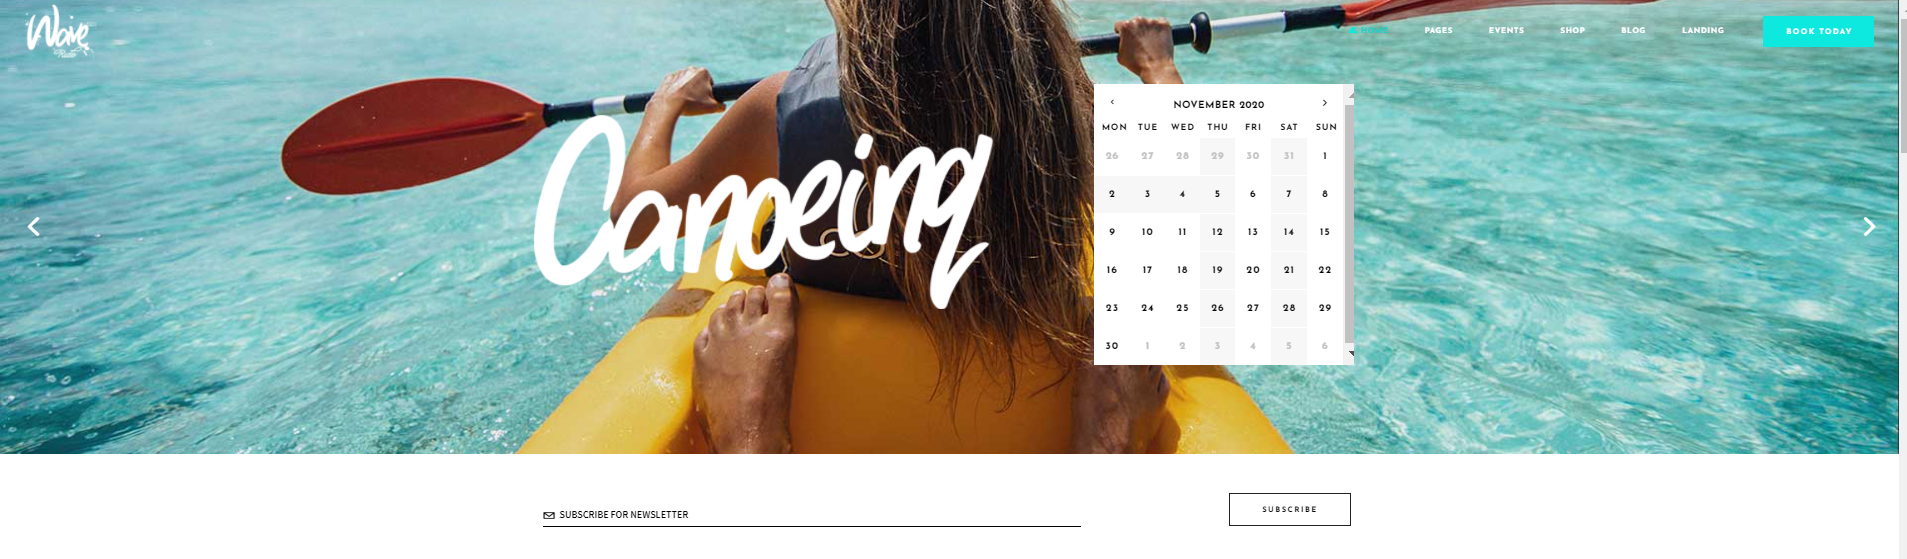 Wave
HOME PAGES EVENTS SHOP BLOG LANDING BOOK TODAY
Canoeing
NOVEMBER 2020
MON TUE WED THU FRI SAT SUN
26 27 28 29 30 31 1
2 3 4 5 6 7 8
9 10 11 12 13 14 15
16 17 18 19 20 21 22
23 24 25 26 27 28 29
30 1 2 3 4 5 6
SUBSCRIBE FOR NEWSLETTER
SUBSCRIBE